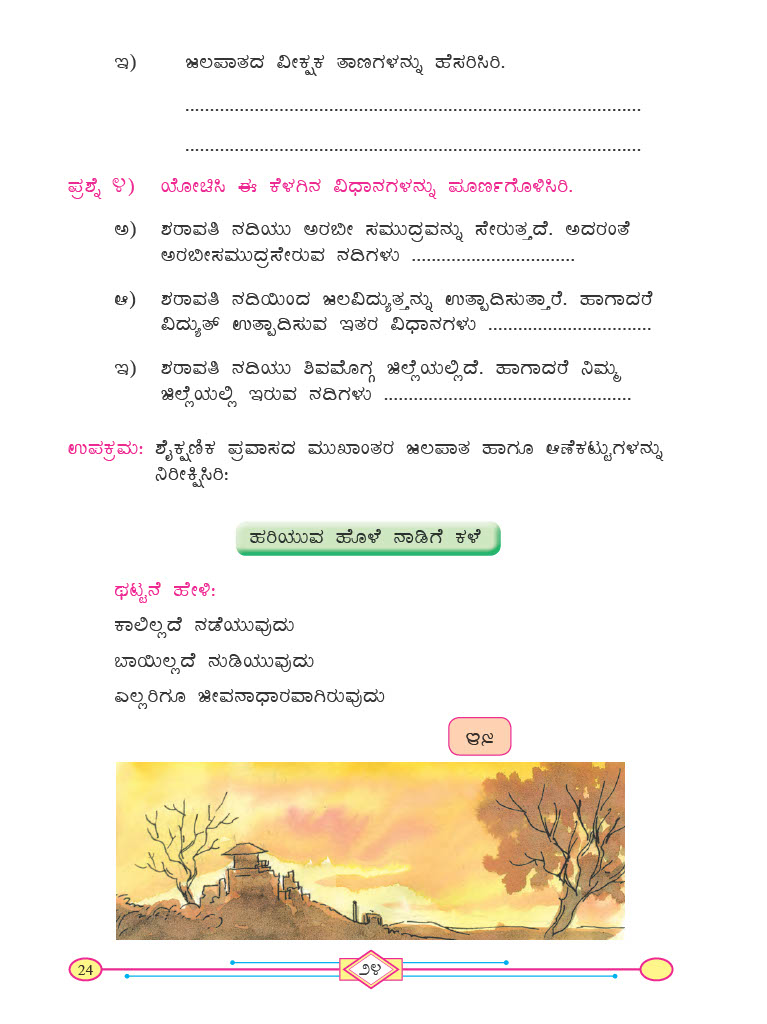 ಇ) ಜಲಪಾತದ ವೀಕ್ಷಕ ತಾಣಗಳನ್ನು ಹೆಸರಿಸಿರಿ.
...........................................................................................
...........................................................................................
ಪ್ರಶ್ನೆ ೪) ಯೋಚಿಸಿ ಈ ಕೆಳಗಿನ ವಿಧಾನಗಳನ್ನು ಪೂರ್ಣಗೊಳಿಸಿರಿ.
ಅ) ಶರಾವತಿ ನದಿಯು ಅರಬೀ ಸಮುದ್ರವನ್ನು ಸೇರುತ್ತದೆ. ಅದರಂತೆ
ಅರಬೀಸಮುದ್ರಸೇರುವ ನದಿಗಳು .................................
ಆ) ಶರಾವತಿ ನದಿಯಿಂದ ಜಲವಿದ್ಯುತ್ತನ್ನು ಉತ್ಪಾದಿಸುತ್ತಾರೆ. ಹಾಗಾದರೆ
ವಿದ್ಯುತ್ ಉತ್ಪಾದಿಸುವ ಇತರ ವಿಧಾನಗಳು .................................
ಇ) ಶರಾವತಿ ನದಿಯು ಶಿವಮೊಗ್ಗ ಜಿಲ್ಲೆಯಲ್ಲಿದೆ. ಹಾಗಾದರೆ ನಿಮ್ಮ
ಜಿಲ್ಲೆಯಲ್ಲಿ ಇರುವ ನದಿಗಳು ..................................................
ಉಪಕ್ರಮ: ಶೈಕ್ಷಣಿಕ ಪ್ರವಾಸದ ಮುಖಾಂತರ ಜಲಪಾತ ಹಾಗೂ ಆಣೆಕಟ್ಟುಗಳನ್ನು
ನಿರೀಕ್ಷಿಸಿರಿ:
ಹರಿಯುವ ಹೊಳೆ ನಾಡಿಗೆ ಕಳೆ
ಥಟ್ಟನೆ ಹೇಳಿ:
ಕಾಲಿಲ್ಲದೆ ನಡೆಯುವುದು
ಬಾಯಿಲ್ಲದೆ ನುಡಿಯುವುದು
ಎಲ್ಲರಿಗೂ ಜೀವನಾಧಾರವಾಗಿರುವುದು
ನದಿ
24 ೨೪